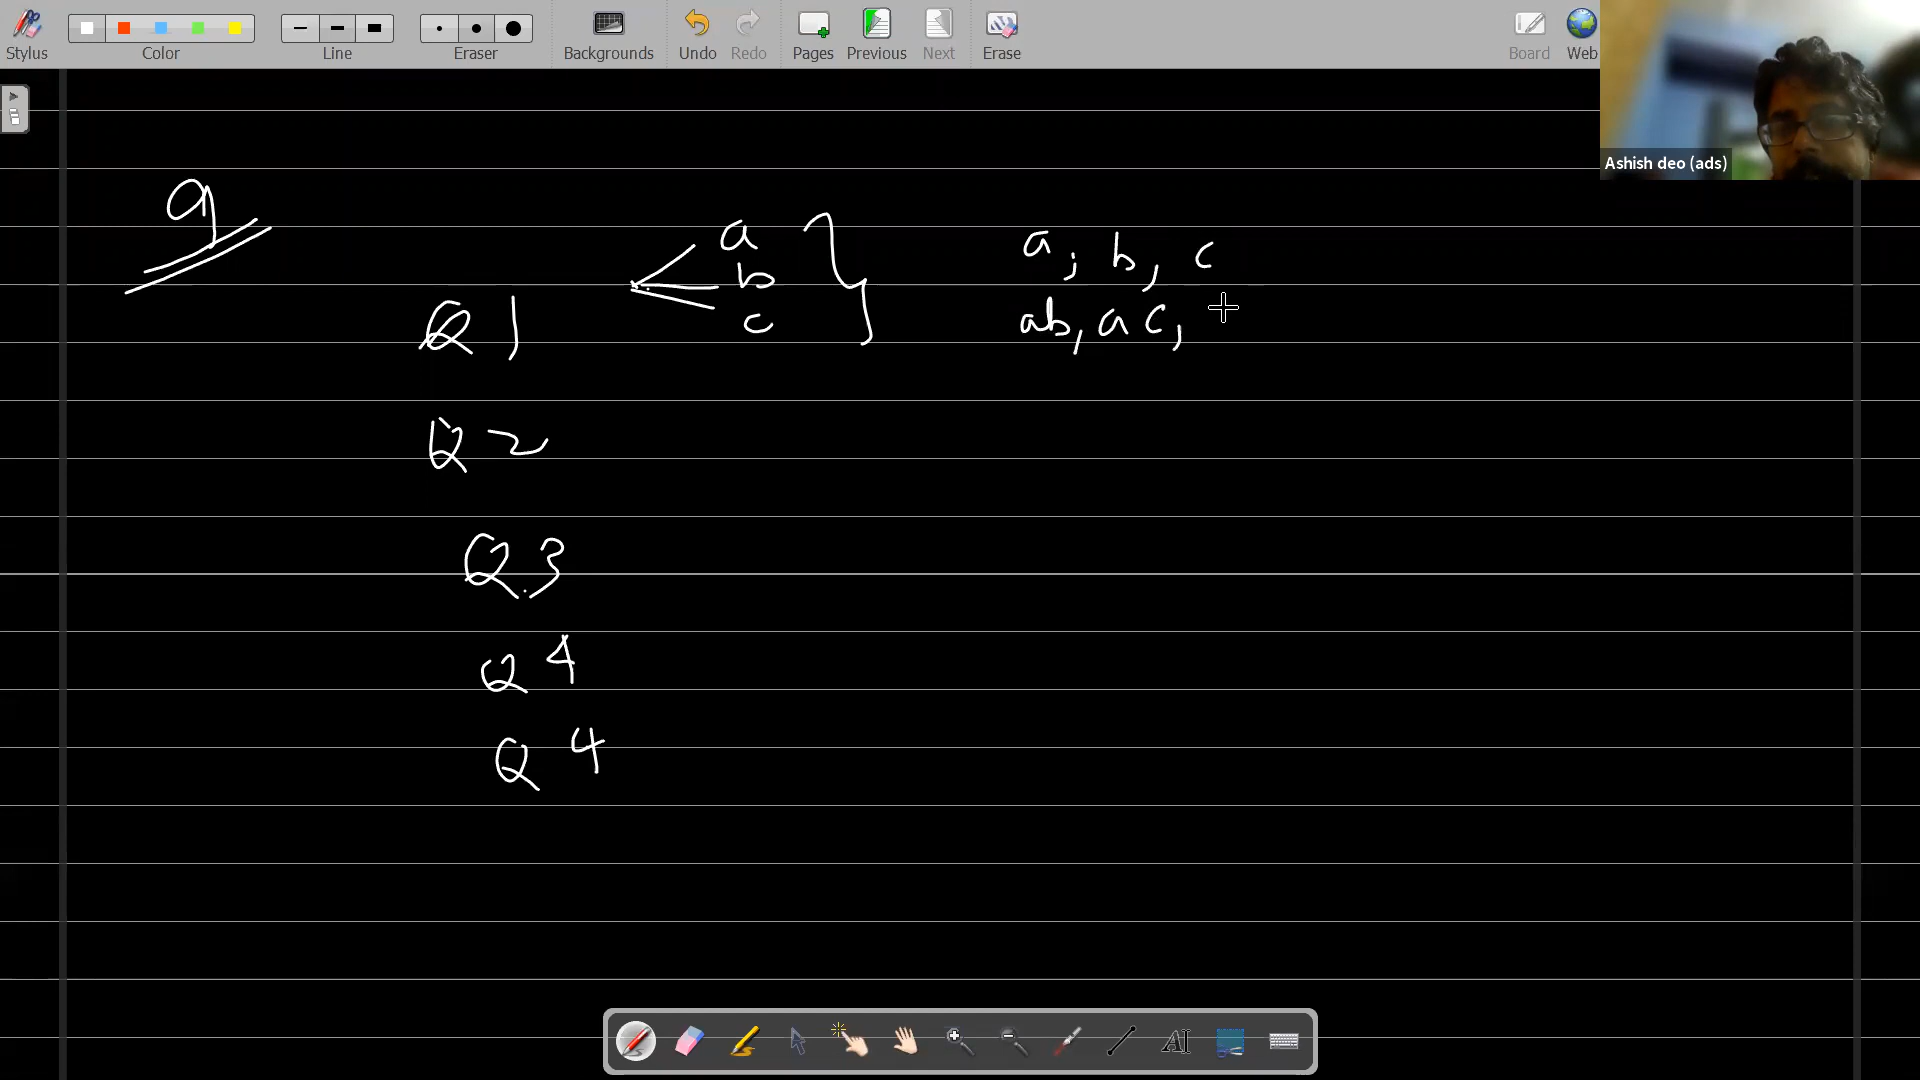 Stylus Color Line Eraser Backgrounds Undo Redo Pages Previous Next Erase Board Web
Ashish deo (ads)
a
a
b
c
a, b, c
ab, ac,
Q 1
Q 2
Q 3
Q 4
Q 4
AI